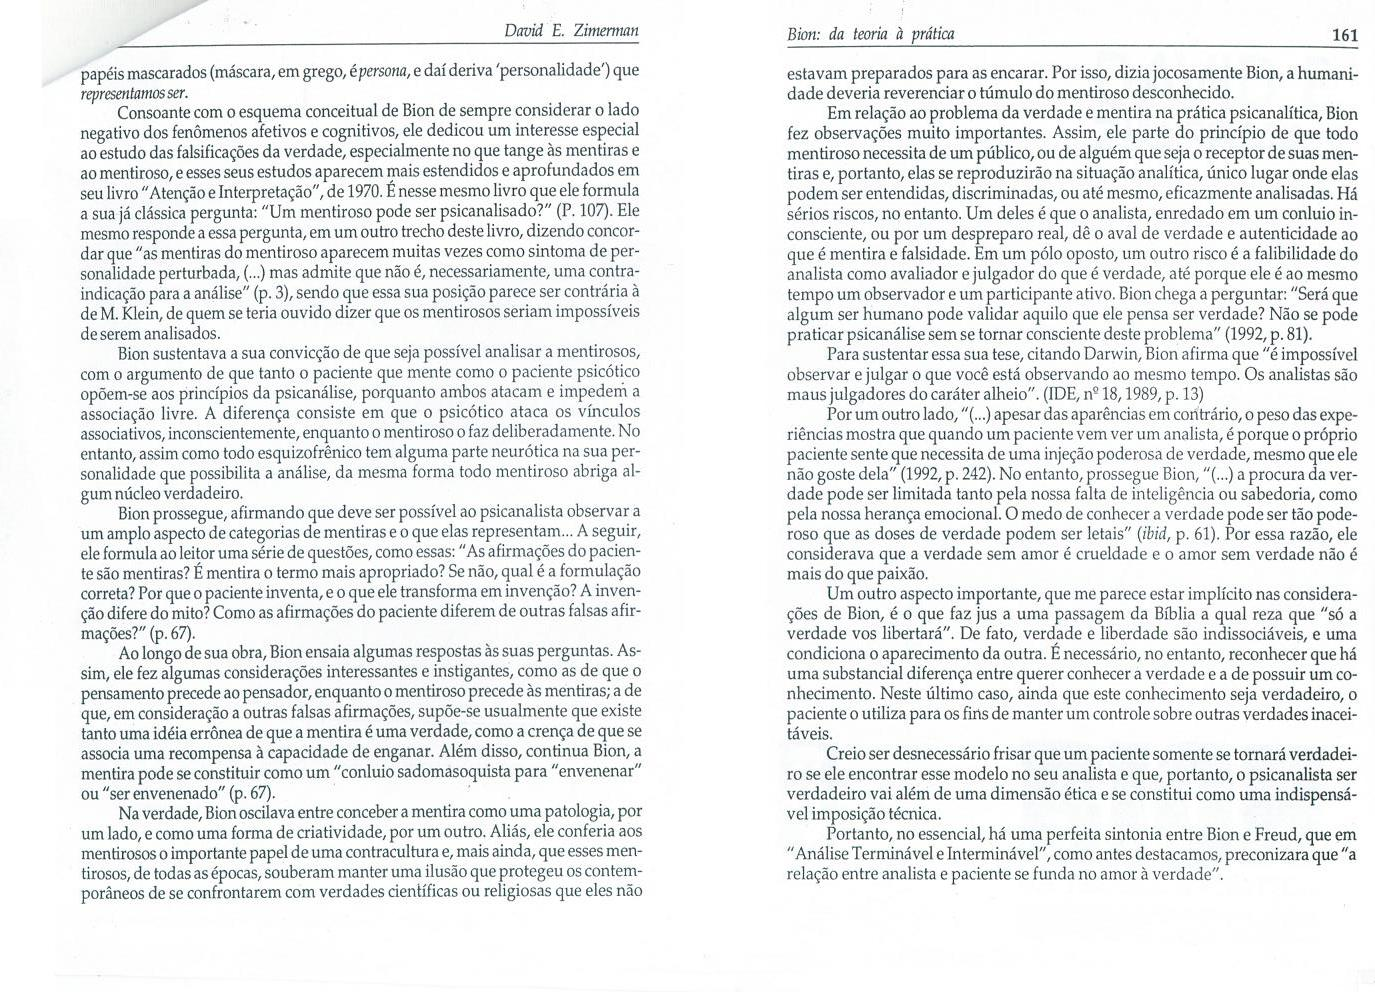 David E. Zimerman
papéis mascarados (máscara, em grego, é persona, e daí deriva 'personalidade') que
representamos ser.
Consoante com o esquema conceitual de Bion de sempre considerar o lado
negativo dos fenômenos afetivos e cognitivos, ele dedicou um interesse especial
ao estudo das falsificações da verdade, especialmente no que tange às mentiras e
ao mentiroso, e esses seus estudos aparecem mais estendidos e aprofundados em
seu livro "Atenção e Interpretação", de 1970. É nesse mesmo livro que ele formula
a sua já clássica pergunta: "Um mentiroso pode ser psicanalisado?" (P. 107). Ele
mesmo responde a essa pergunta, em um outro trecho deste livro, dizendo concor-
dar que "as mentiras do mentiroso aparecem muitas vezes como sintoma de per-
sonalidade perturbada, (...) mas admite que não é, necessariamente, uma contra-
indicação para a análise" (p. 3), sendo que essa sua posição parece ser contrária à
de M. Klein, de quem se teria ouvido dizer que os mentirosos seriam impossíveis
de serem analisados.
Bion sustentava a sua convicção de que seja possível analisar a mentirosos,
com o argumento de que tanto o paciente que mente como o paciente psicótico
opõem-se aos princípios da psicanálise, porquanto ambos atacam e impedem a
associação livre. A diferença consiste em que o psicótico ataca os vínculos
associativos, inconscientemente, enquanto o mentiroso o faz deliberadamente. No
entanto, assim como todo esquizofrênico tem alguma parte neurótica na sua per-
sonalidade que possibilita a análise, da mesma forma todo mentiroso abriga al-
gum núcleo verdadeiro.
Bion prossegue, afirmando que deve ser possível ao psicanalista observar a
um amplo aspecto de categorias de mentiras e o que elas representam... A seguir,
ele formula ao leitor uma série de questões, como essas: "As afirmações do pacien-
te são mentiras? É mentira o termo mais apropriado? Se não, qual é a formulação
correta? Por que o paciente inventa, e o que ele transforma em invenção? A inven-
ção difere do mito? Como as afirmações do paciente diferem de outras falsas afir-
mações?" (p. 67).
Ao longo de sua obra, Bion ensaia algumas respostas às suas perguntas. As-
sim, ele fez algumas considerações interessantes e instigantes, como as de que o
pensamento precede ao pensador, enquanto o mentiroso precede às mentiras; a de
que, em consideração a outras falsas afirmações, supõe-se usualmente que existe
tanto uma idéia errônea de que a mentira é uma verdade, como a crença de que se
associa uma recompensa à capacidade de enganar. Além disso, continua Bion, a
mentira pode se constituir como um "conluio sadomasoquista para "envenenar"
ou "ser envenenado" (p. 67).
Na verdade, Bion oscilava entre conceber a mentira como uma patologia, por
um lado, e como uma forma de criatividade, por um outro. Aliás, ele conferia aos
mentirosos o importante papel de uma contracultura e, mais ainda, que esses men-
tirosos, de todas as épocas, souberam manter uma ilusão que protegeu os contem-
porâneos de se confrontarem com verdades científicas ou religiosas que eles não
Bion: da teoria à prática 161
estavam preparados para as encarar. Por isso, dizia jocosamente Bion, a humani-
dade deveria reverenciar o túmulo do mentiroso desconhecido.
Em relação ao problema da verdade e mentira na prática psicanalítica, Bion
fez observações muito importantes. Assim, ele parte do princípio de que todo
mentiroso necessita de um público, ou de alguém que seja o receptor de suas men-
tiras e, portanto, elas se reproduzirão na situação analítica, único lugar onde elas
podem ser entendidas, discriminadas, ou até mesmo, eficazmente analisadas. Há
sérios riscos, no entanto. Um deles é que o analista, enredado em um conluio in-
consciente, ou por um despreparo real, dê o aval de verdade e autenticidade ao
que é mentira e falsidade. Em um pólo oposto, um outro risco é a falibilidade do
analista como avaliador e julgador do que é verdade, até porque ele é ao mesmo
tempo um observador e um participante ativo. Bion chega a perguntar: "Será que
algum ser humano pode validar aquilo que ele pensa ser verdade? Não se pode
praticar psicanálise sem se tornar consciente deste problema" (1992, p. 81).
Para sustentar essa sua tese, citando Darwin, Bion afirma que "é impossível
observar e julgar o que você está observando ao mesmo tempo. Os analistas são
maus julgadores do caráter alheio". (IDE, nº 18, 1989, p. 13)
Por um outro lado, "(...) apesar das aparências em contrário, o peso das expe-
riências mostra que quando um paciente vem ver um analista, é porque o próprio
paciente sente que necessita de uma injeção poderosa de verdade, mesmo que ele
não goste dela" (1992, p. 242). No entanto, prossegue Bion, "(...) a procura da ver-
dade pode ser limitada tanto pela nossa falta de inteligência ou sabedoria, como
pela nossa herança emocional. O medo de conhecer a verdade pode ser tão pode-
roso que as doses de verdade podem ser letais" (ibid, p. 61). Por essa razão, ele
considerava que a verdade sem amor é crueldade e o amor sem verdade não é
mais do que paixão.
Um outro aspecto importante, que me parece estar implícito nas considera-
ções de Bion, é o que faz jus a uma passagem da Bíblia a qual reza que "só a
verdade vos libertará". De fato, verdade e liberdade são indissociáveis, e uma
condiciona o aparecimento da outra. É necessário, no entanto, reconhecer que há
uma substancial diferença entre querer conhecer a verdade e a de possuir um co-
nhecimento. Neste último caso, ainda que este conhecimento seja verdadeiro, o
paciente o utiliza para os fins de manter um controle sobre outras verdades inacei-
táveis.
Creio ser desnecessário frisar que um paciente somente se tornará verdadei-
ro se ele encontrar esse modelo no seu analista e que, portanto, o psicanalista ser
verdadeiro vai além de uma dimensão ética e se constitui como uma indispensá-
vel imposição técnica.
Portanto, no essencial, há uma perfeita sintonia entre Bion e Freud, que em
"Análise Terminável e Interminável", como antes destacamos, preconizara que "a
relação entre analista e paciente se funda no amor à verdade".